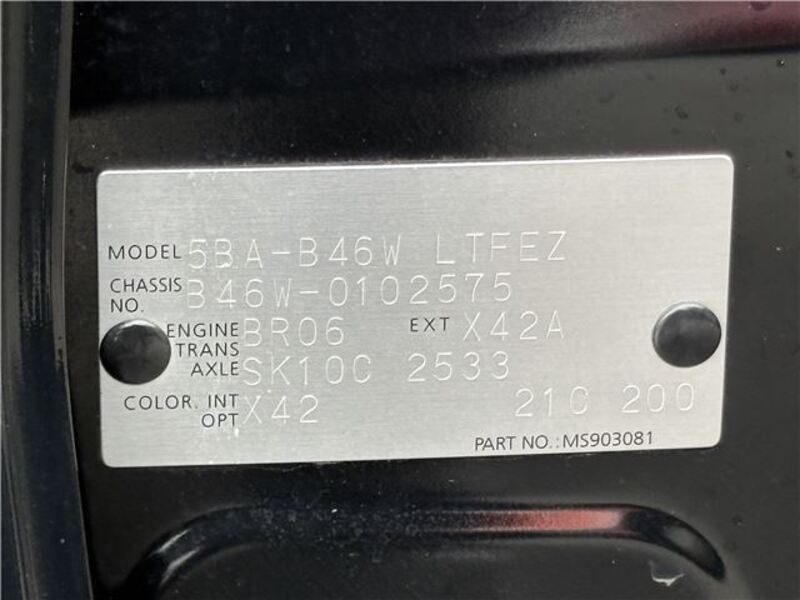 MODEL 5BA-B46W LTFEZ
CHASSIS NO. B46W-0102575
ENGINE BR06 EXT X42A
TRANS AXLE SK10C 2533
COLOR. INT OPT X42 21C 200
PART NO.: MS903081